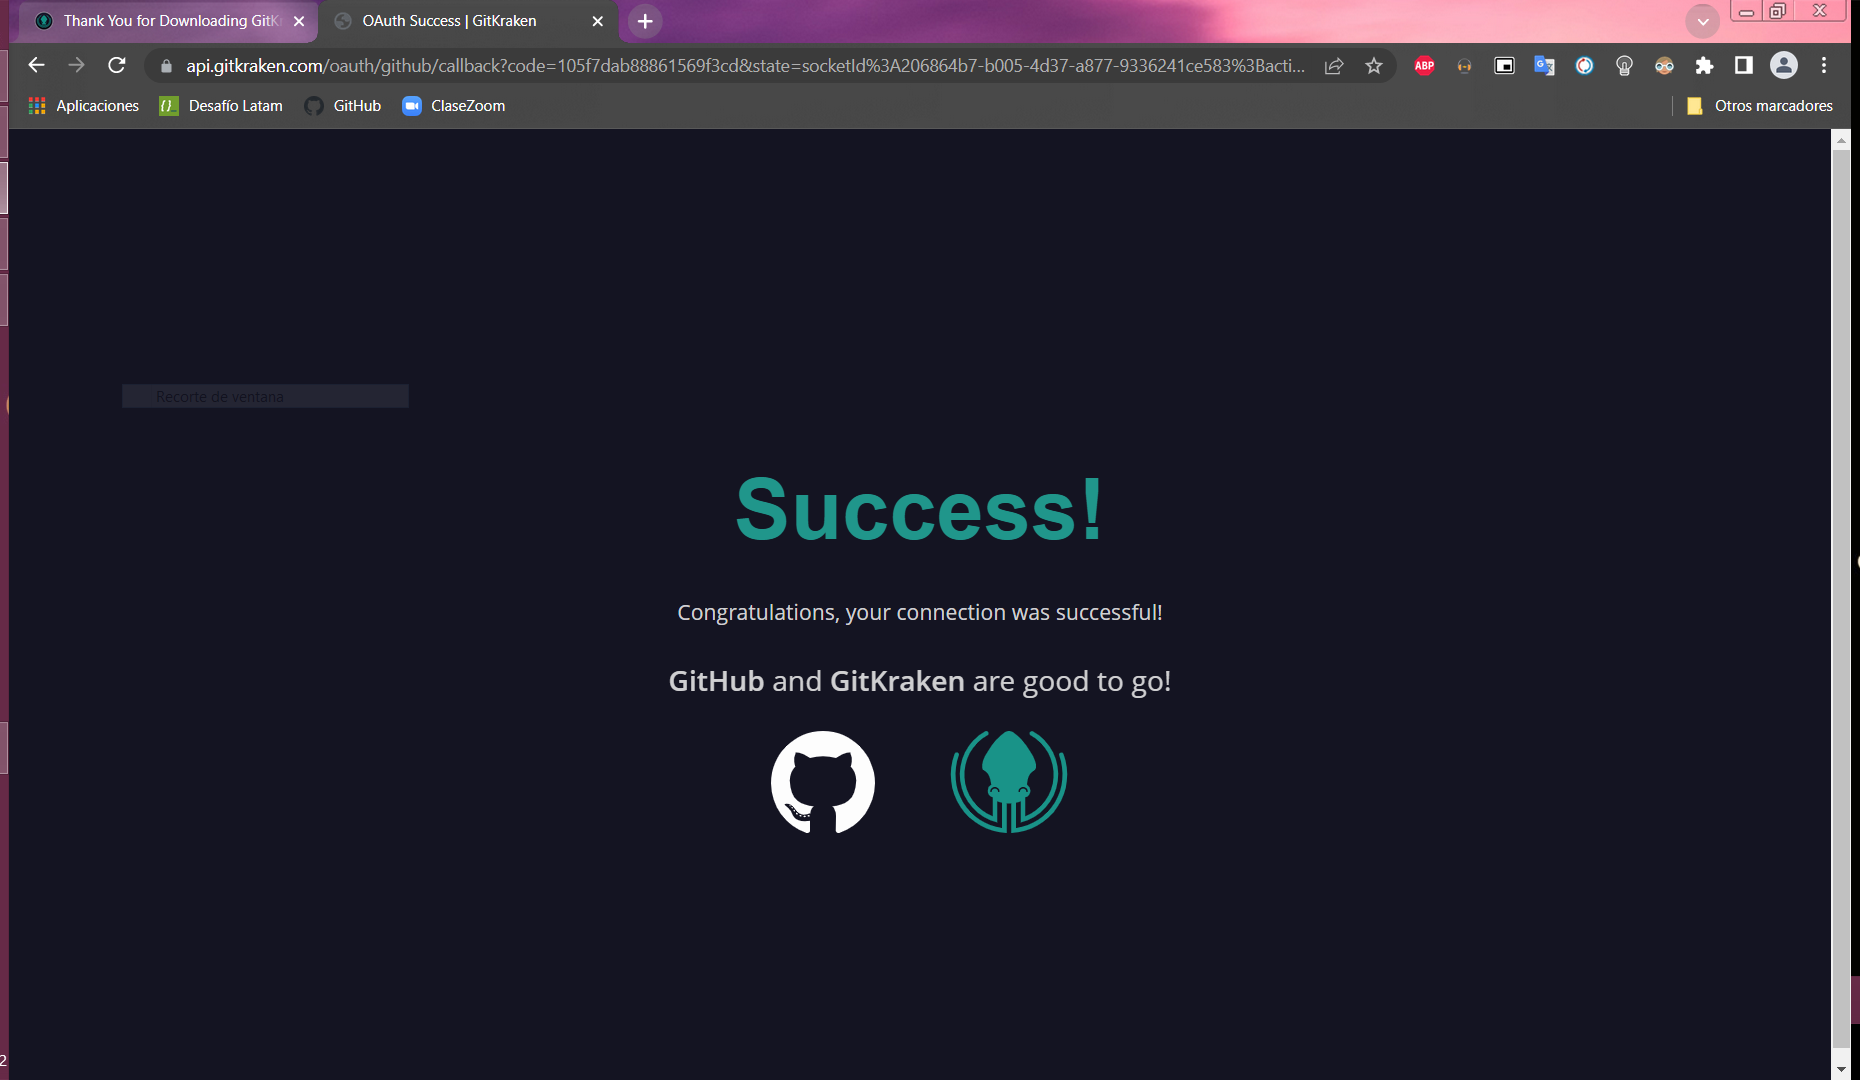 Thank You for Downloading GitKr
OAuth Success | GitKraken
api.gitkraken.com/oauth/github/callback?code=105f7dab88861569f3cd&state=socketId%3A206864b7-b005-4d37-a877-9336241ce583%3Bacti...
ABP
Aplicaciones
Desafío Latam
GitHub
ClaseZoom
Otros marcadores
Recorte de ventana
Success!
Congratulations, your connection was successful!
GitHub and GitKraken are good to go!
2